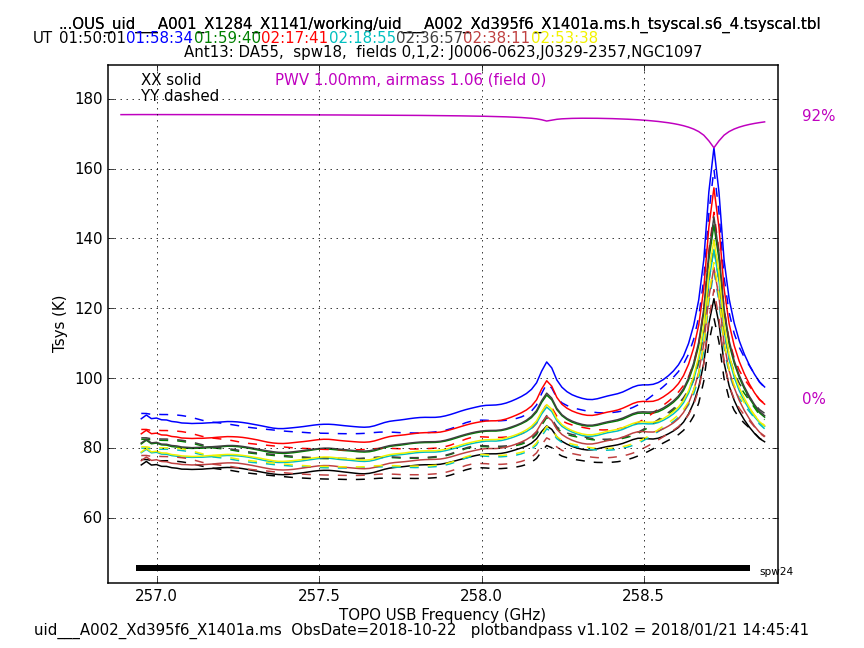 ...OUS_uid___A001_X1284_X1141/working/uid___A002_Xd395f6_X1401a.ms.h_tsyscal.s6_4.tsyscal.tbl
UT 01:50:01 01:58:34 01:59:40 02:17:41 02:18:55 02:36:57 02:38:11 02:53:38
Ant13: DA55, spw18, fields 0,1,2: J0006-0623,J0329-2357,NGC1097
XX solid
PWV 1.00mm, airmass 1.06 (field 0)
YY dashed
180
160
140
120
100
80
60
Tsys (K)
92%
0%
spw24
257.0 257.5 258.0 258.5
TOPO USB Frequency (GHz)
uid___A002_Xd395f6_X1401a.ms ObsDate=2018-10-22 plotbandpass v1.102 = 2018/01/21 14:45:41